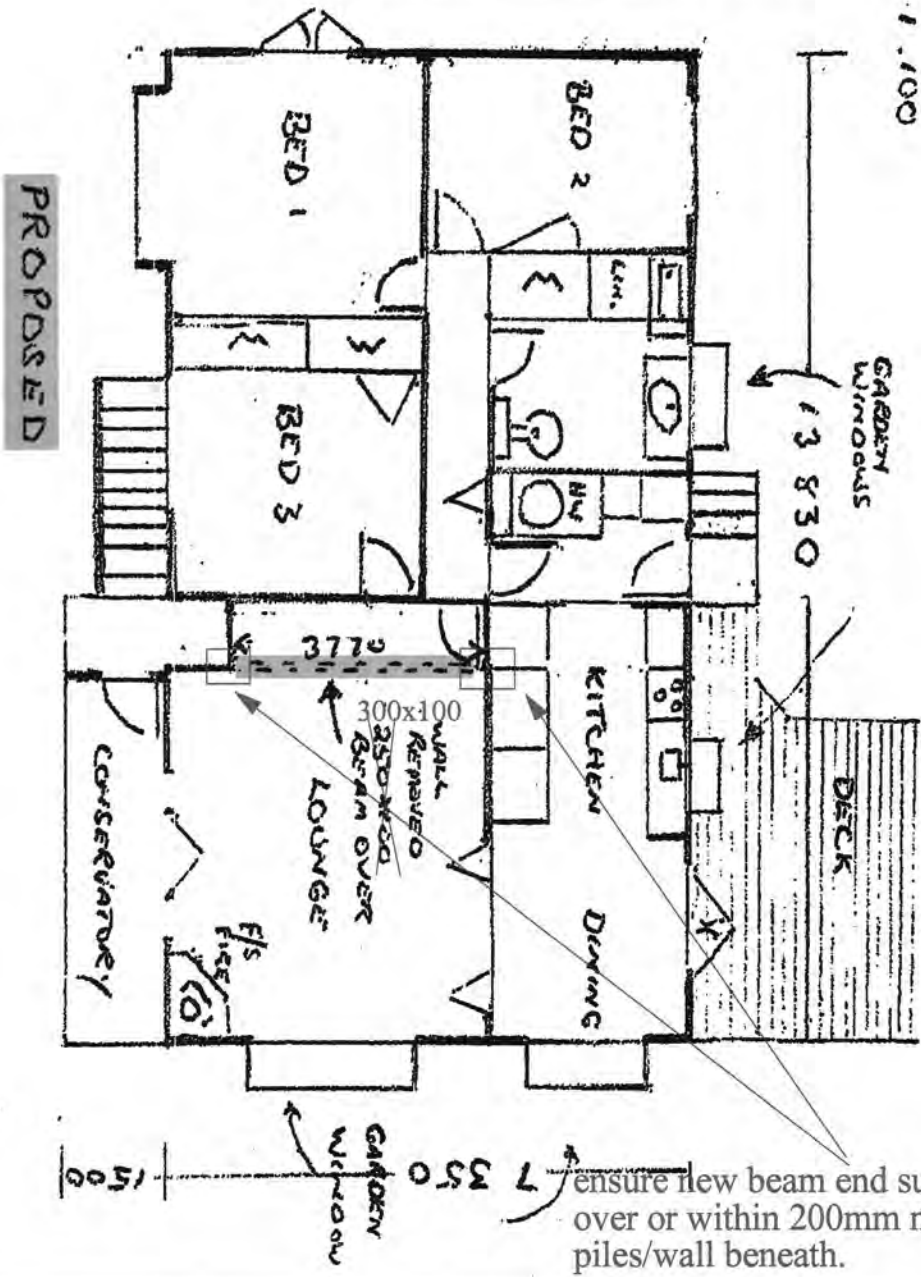 1.100
13 830
GARDEN
WINDOWS
BED 2
BED 1
LIN.
BED 3
HW
KITCHEN
DINING
DECK
3770
300x100
WALL
REMOVED
BEAM OVER
LOUNGE
F/S
FIRE
CONSERVATORY
GARDEN
WINDOW
7 350
1500
PROPOSED
ensure new beam end su
over or within 200mm
piles/wall beneath.